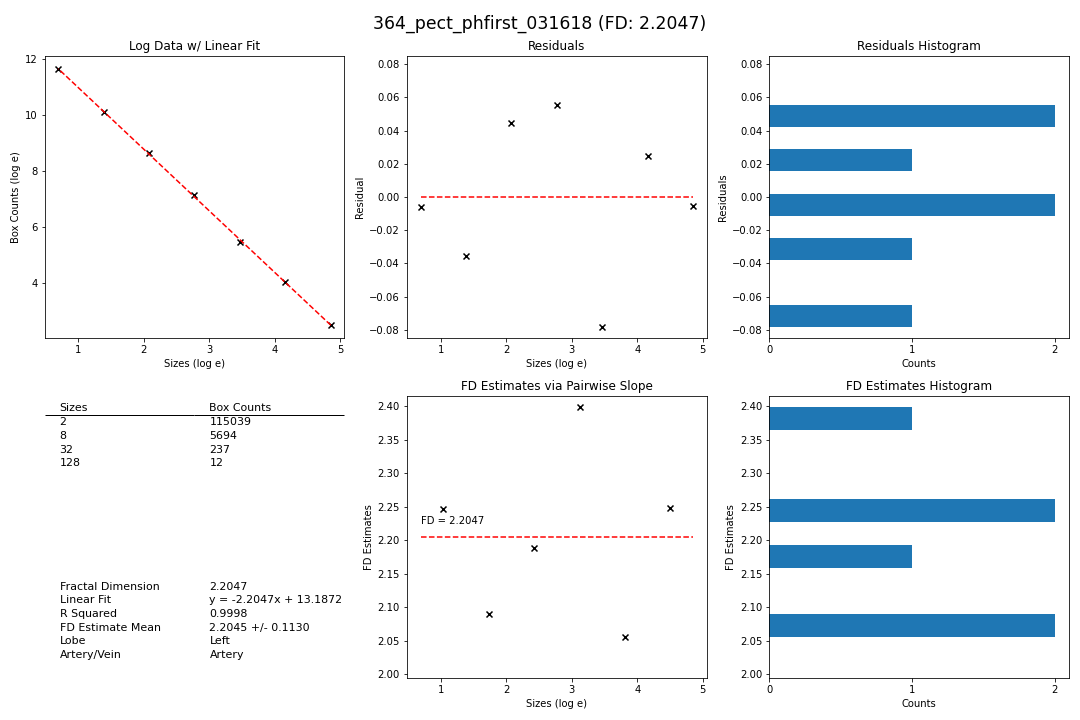 364_pect_phfirst_031618 (FD: 2.2047)
Log Data w/ Linear Fit
12
10
8
6
4
Box Counts (log e)
1 2 3 4 5
Sizes (log e)
Residuals
0.08
0.06
0.04
0.02
0.00
−0.02
−0.04
−0.06
−0.08
Residual
1 2 3 4 5
Sizes (log e)
Residuals Histogram
0.08
0.06
0.04
0.02
0.00
−0.02
−0.04
−0.06
−0.08
Residuals
0 1 2
Counts
Sizes Box Counts
2 115039
8 5694
32 237
128 12
Fractal Dimension 2.2047
Linear Fit y = -2.2047x + 13.1872
R Squared 0.9998
FD Estimate Mean 2.2045 +/- 0.1130
Lobe Left
Artery/Vein Artery
FD Estimates via Pairwise Slope
2.40
2.35
2.30
2.25
2.20
2.15
2.10
2.05
2.00
FD Estimates
FD = 2.2047
1 2 3 4 5
Sizes (log e)
FD Estimates Histogram
2.40
2.35
2.30
2.25
2.20
2.15
2.10
2.05
2.00
FD Estimates
0 1 2
Counts